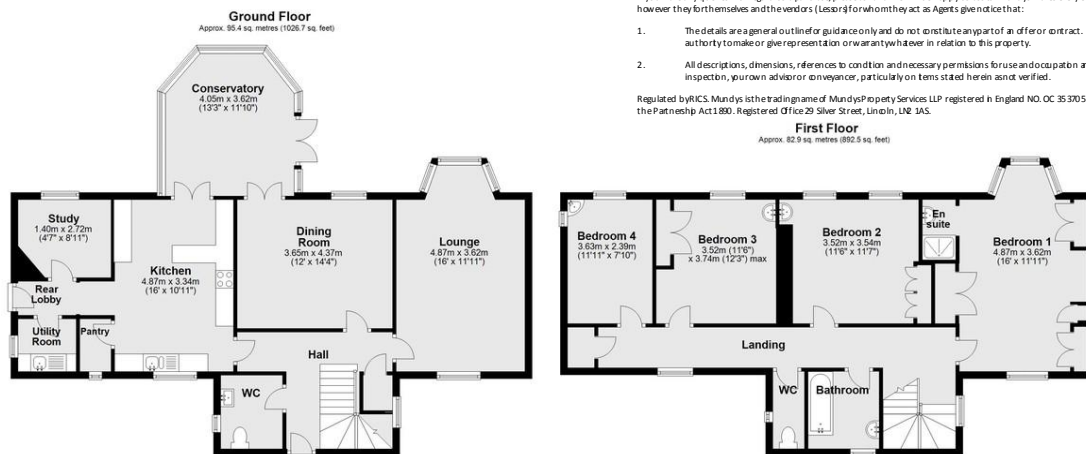 however they for themselves and the vendors (Lessors) for whom they act as Agents give notice that:
1. The details are a general outline for guidance only and do not constitute any part of an offer or contract.
authority to make or give representation or warranty whatever in relation to this property.
2. All descriptions, dimensions, references to condition and necessary permissions for use and occupation
inspection, your own advisor or conveyancer, particularly on items stated herein as not verified.
Regulated by RICS. Mundys is the trading name of Mundys Property Services LLP registered in England NO. OC 353705
the Partnership Act 1890. Registered Office 29 Silver Street, Lincoln, LN2 1AS.
Ground Floor
Approx. 95.4 sq. metres (1026.7 sq. feet)
Conservatory
4.05m x 3.62m
(13'3" x 11'10")
Study
1.40m x 2.72m
(4'7" x 8'11")
Kitchen
4.87m x 3.34m
(16' x 10'11")
Dining
Room
3.65m x 4.37m
(12' x 14'4")
Lounge
4.87m x 3.62m
(16' x 11'11")
Rear
Lobby
Utility
Room
Pantry
Hall
WC
First Floor
Approx. 82.9 sq. metres (892.5 sq. feet)
Bedroom 4
3.63m x 2.39m
(11'11" x 7'10")
Bedroom 3
3.52m (11'6")
x 3.74m (12'3") max
Bedroom 2
3.52m x 3.54m
(11'6" x 11'7")
En
suite
Bedroom 1
4.87m x 3.62m
(16' x 11'11")
Landing
WC
Bathroom